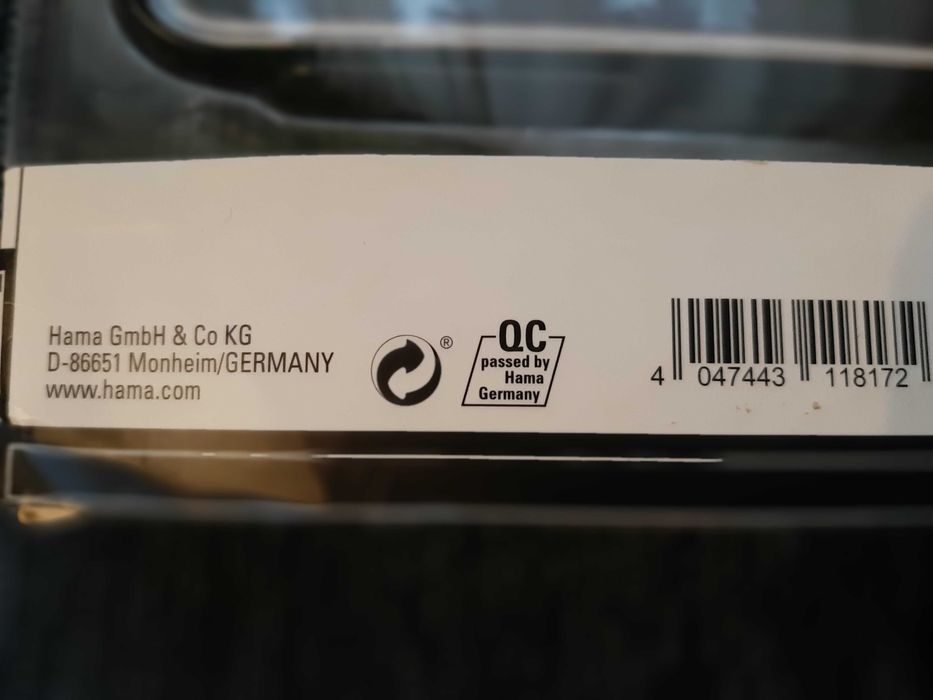 Hama GmbH & Co KG
D-86651 Monheim/GERMANY
www.hama.com
®
QC
passed by
Hama
Germany
4 047443 118172